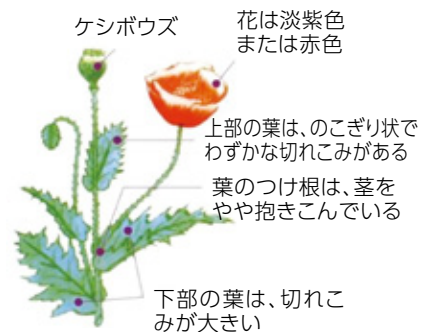 ケシボウズ
花は淡紫色
または赤色
上部の葉は、のこぎり状で
わずかな切れこみがある
葉のつけ根は、茎を
やや抱きこんでいる
下部の葉は、切れこ
みが大きい